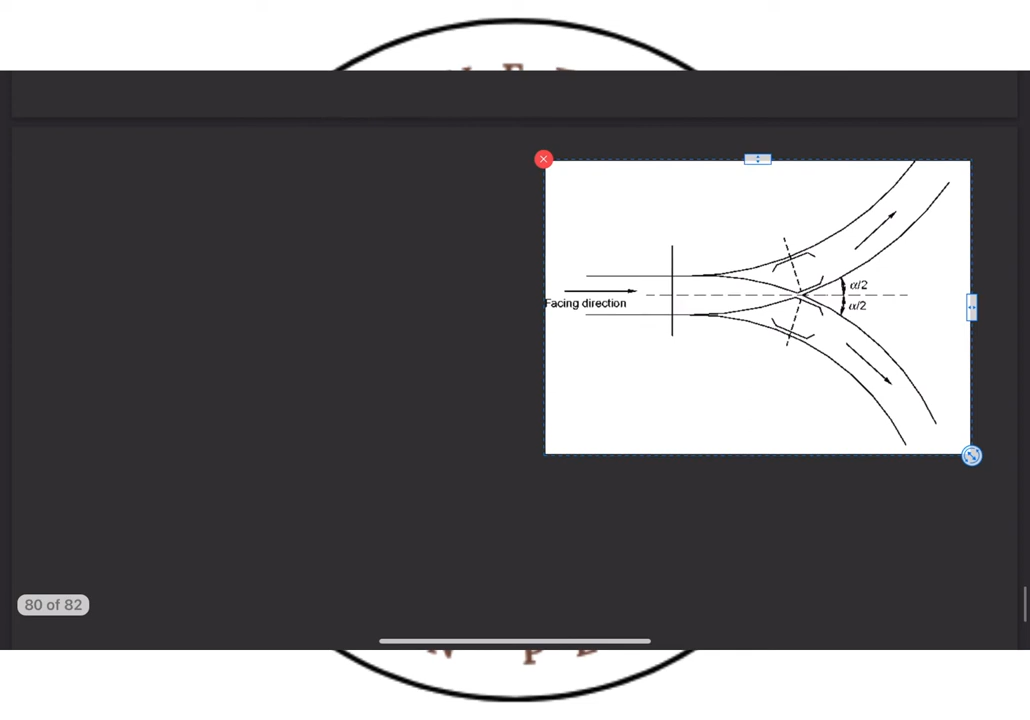 α/2
Facing direction
α/2
80 of 82